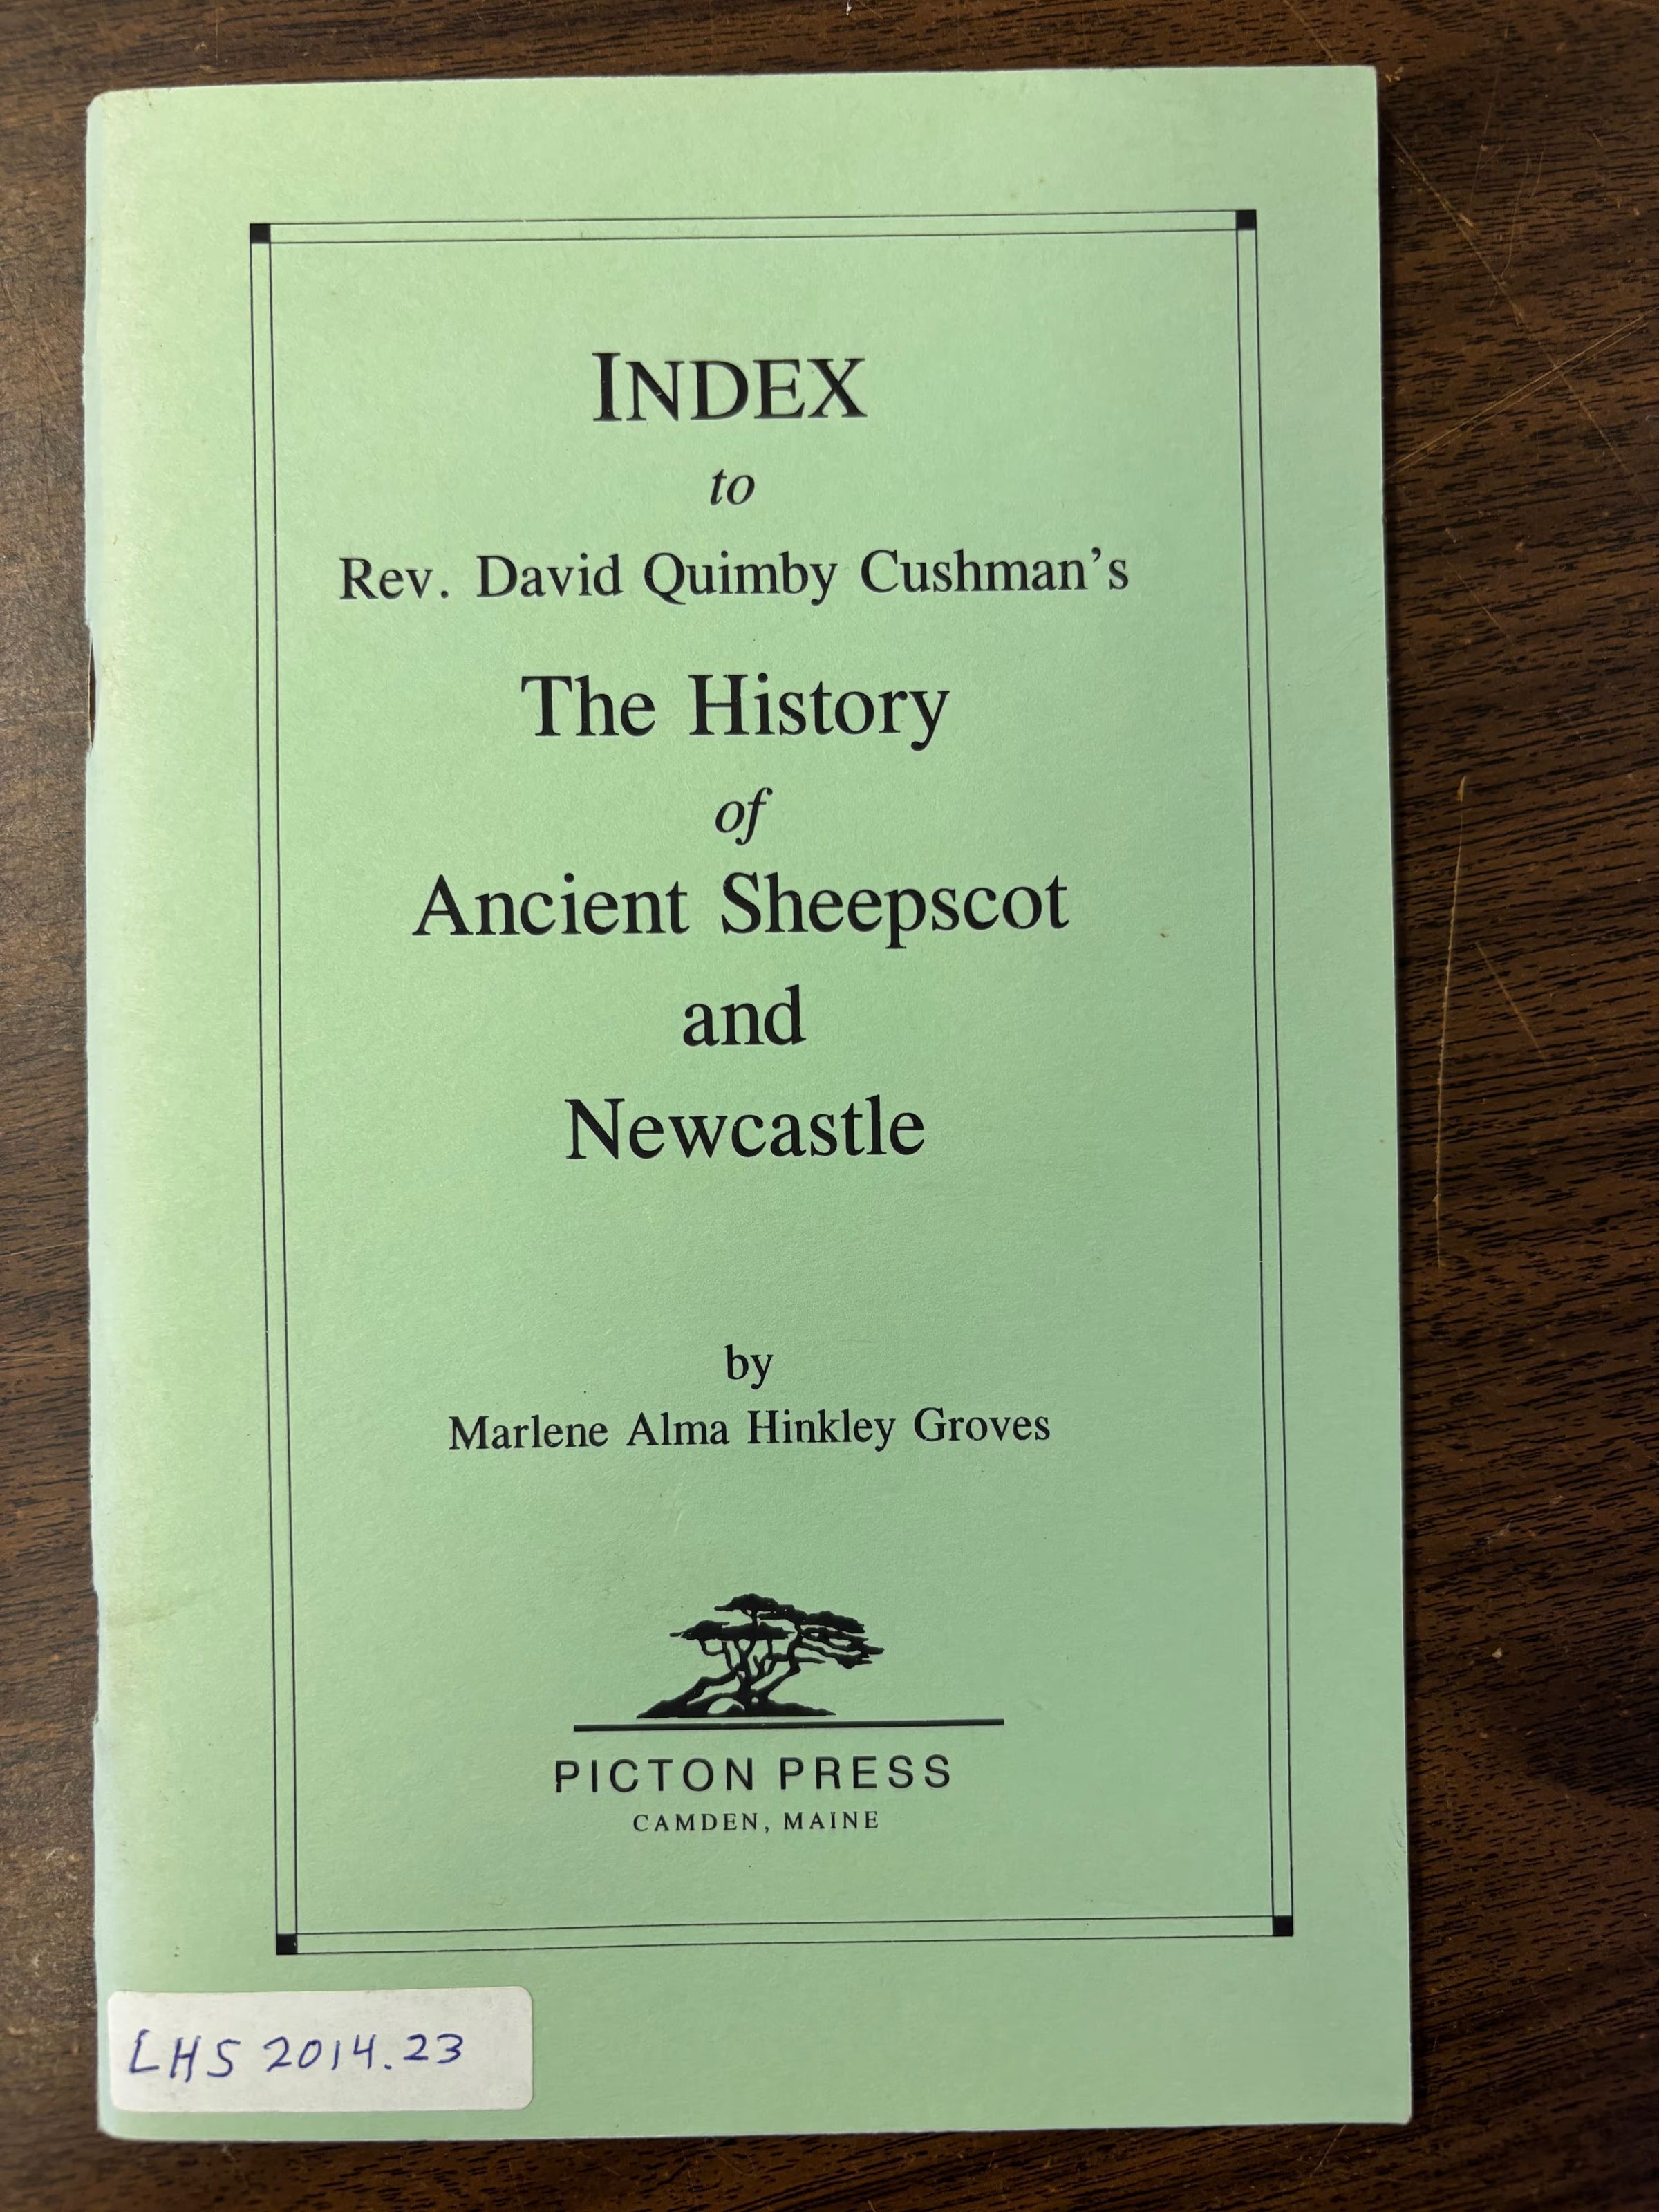 INDEX
to
Rev. David Quimby Cushman's
The History
of
Ancient Sheepscot
and
Newcastle
by
Marlene Alma Hinkley Groves
PICTON PRESS
CAMDEN, MAINE
LHS 2014.23